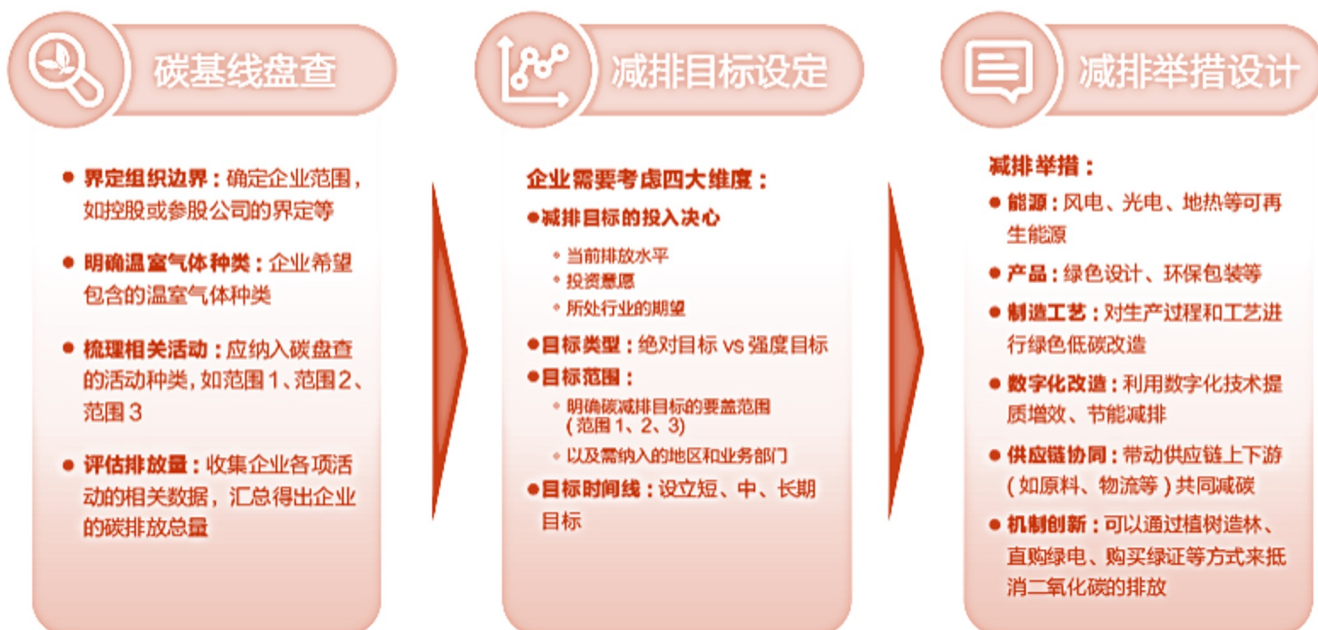 碳基线盘查
● 界定组织边界：确定企业范围，
如控股或参股公司的界定等
● 明确温室气体种类：企业希望
包含的温室气体种类
● 梳理相关活动：应纳入碳盘查
的活动种类，如范围1、范围2、
范围3
● 评估排放量：收集企业各项活
动的相关数据，汇总得出企业
的碳排放总量
减排目标设定
企业需要考虑四大维度：
●减排目标的投入决心
当前排放水平
投资意愿
所处行业的期望
●目标类型：绝对目标 vs 强度目标
●目标范围：
明确碳减排目标的要盖范围
(范围1、2、3)
以及需纳入的地区和业务部门
●目标时间线：设立短、中、长期
目标
减排举措设计
减排举措：
● 能源：风电、光电、地热等可再
生能源
● 产品：绿色设计、环保包装等
● 制造工艺：对生产过程和工艺进
行绿色低碳改造
● 数字化改造：利用数字化技术提
质增效、节能减排
● 供应链协同：带动供应链上下游
(如原料、物流等)共同减碳
● 机制创新：可以通过植树造林、
直购绿电、购买绿证等方式来抵
消二氧化碳的排放